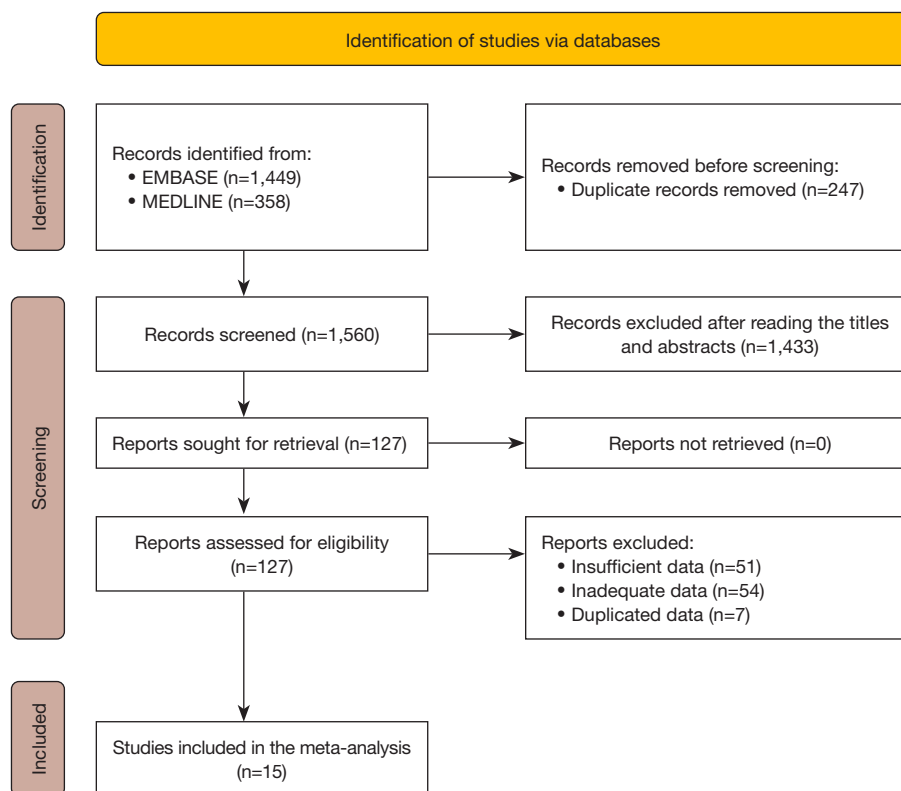 Identification of studies via databases
Identification
Records identified from:
• EMBASE (n=1,449)
• MEDLINE (n=358)
Records removed before screening:
• Duplicate records removed (n=247)
Screening
Records screened (n=1,560)
Records excluded after reading the titles
and abstracts (n=1,433)
Reports sought for retrieval (n=127)
Reports not retrieved (n=0)
Reports assessed for eligibility
(n=127)
Reports excluded:
• Insufficient data (n=51)
• Inadequate data (n=54)
• Duplicated data (n=7)
Included
Studies included in the meta-analysis
(n=15)